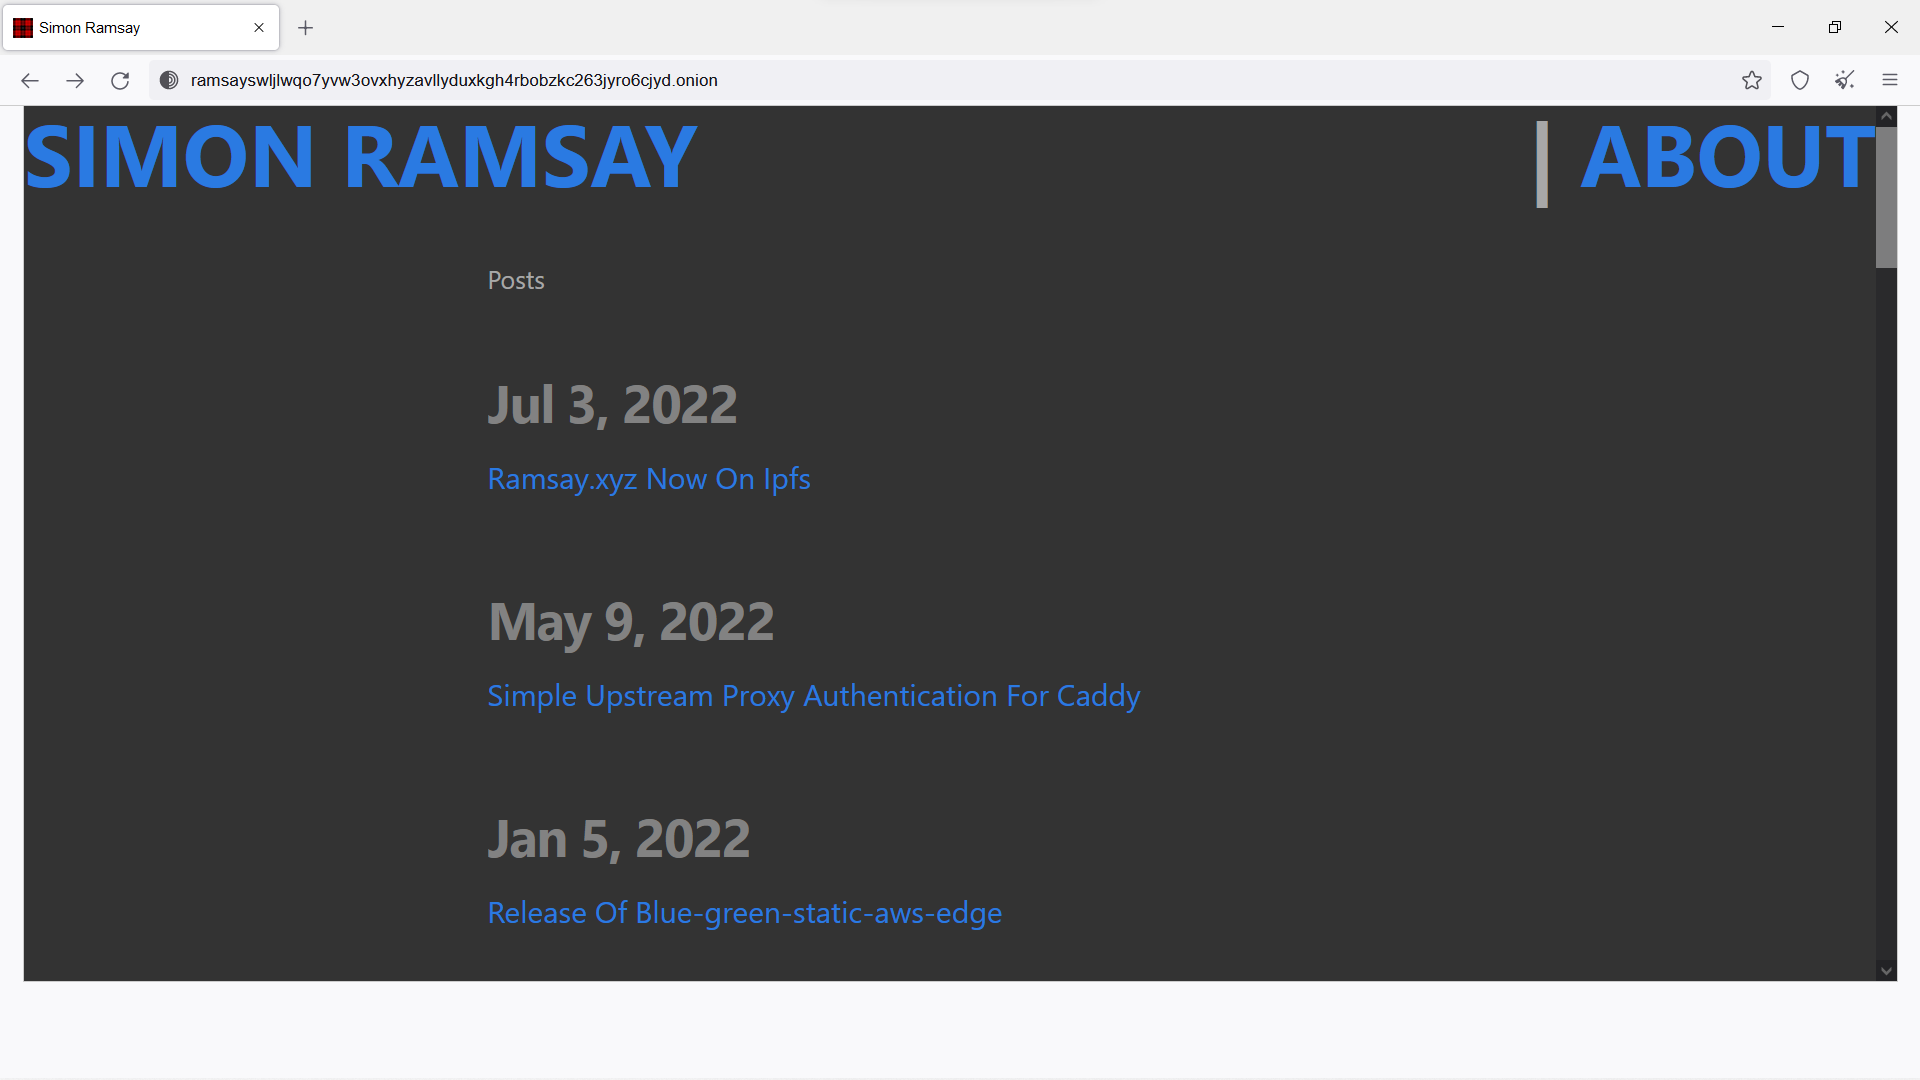 Simon Ramsay
ramsayswljlwqo7yvw3ovxhyzavllyduxkgh4rbobzkc263jyro6cjyd.onion
SIMON RAMSAY | ABOUT
Posts
Jul 3, 2022
Ramsay.xyz Now On Ipfs
May 9, 2022
Simple Upstream Proxy Authentication For Caddy
Jan 5, 2022
Release Of Blue-green-static-aws-edge